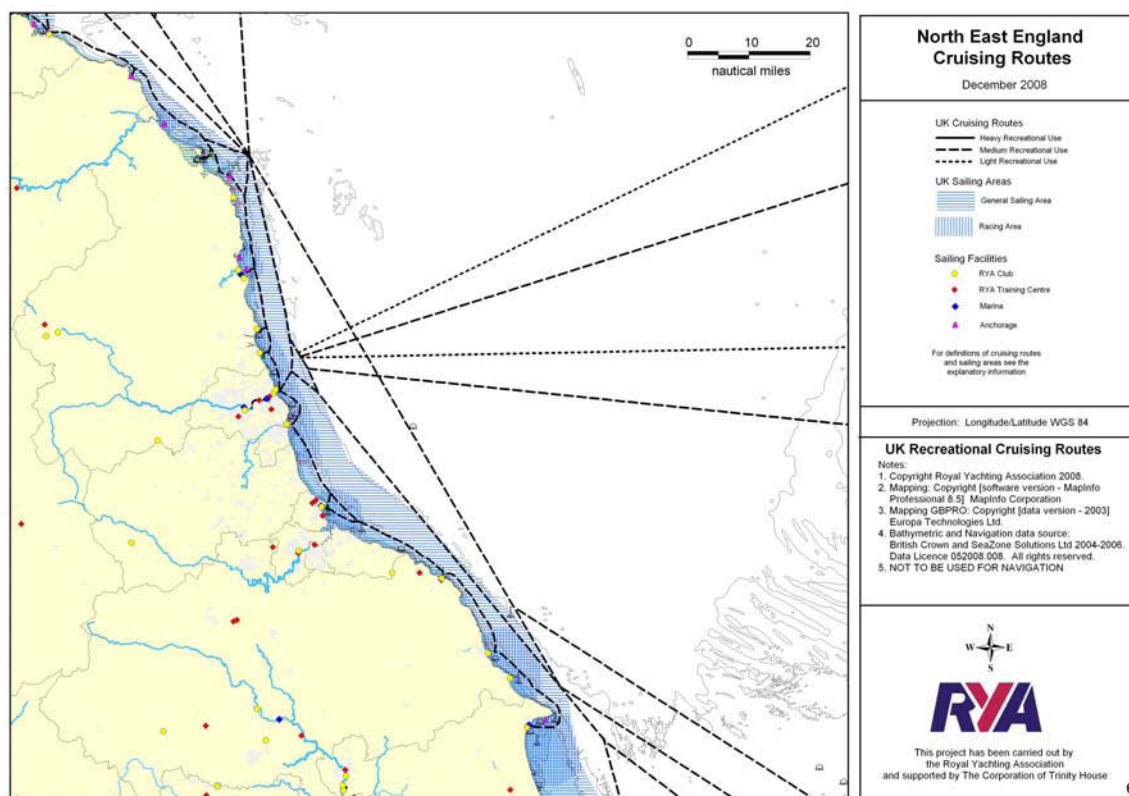 0 10 20
nautical miles
North East England
Cruising Routes
December 2008
UK Cruising Routes
Heavy Recreational Use
Medium Recreational Use
Light Recreational Use
UK Sailing Areas
General Sailing Area
Racing Area
Sailing Facilities
RYA Club
RYA Training Centre
Marina
Anchorage
For definitions of cruising routes
and sailing areas see the
explanatory information
Projection: Longitude/Latitude WGS 84
UK Recreational Cruising Routes
Notes:
1. Copyright Royal Yachting Association 2008.
2. Mapping: Copyright [software version - MapInfo
Professional 8.5] MapInfo Corporation
3. Mapping GBPRO: Copyright [data version - 2003]
Europa Technologies Ltd.
4. Bathymetric and Navigation data source:
British Crown and SeaZone Solutions Ltd 2004-2006.
Data Licence 052008.008. All rights reserved.
5. NOT TO BE USED FOR NAVIGATION
N
W E
S
RYA
This project has been carried out by
the Royal Yachting Association
and supported by The Corporation of Trinity House